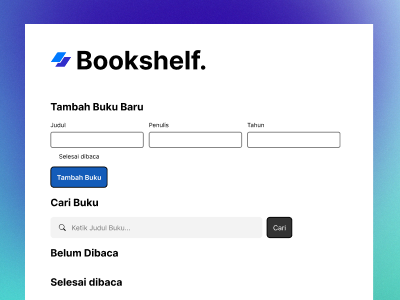 Bookshelf.
Tambah Buku Baru
Judul Penulis Tahun
Selesai dibaca
Tambah Buku
Cari Buku
Ketik Judul Buku... Cari
Belum Dibaca
Selesai dibaca